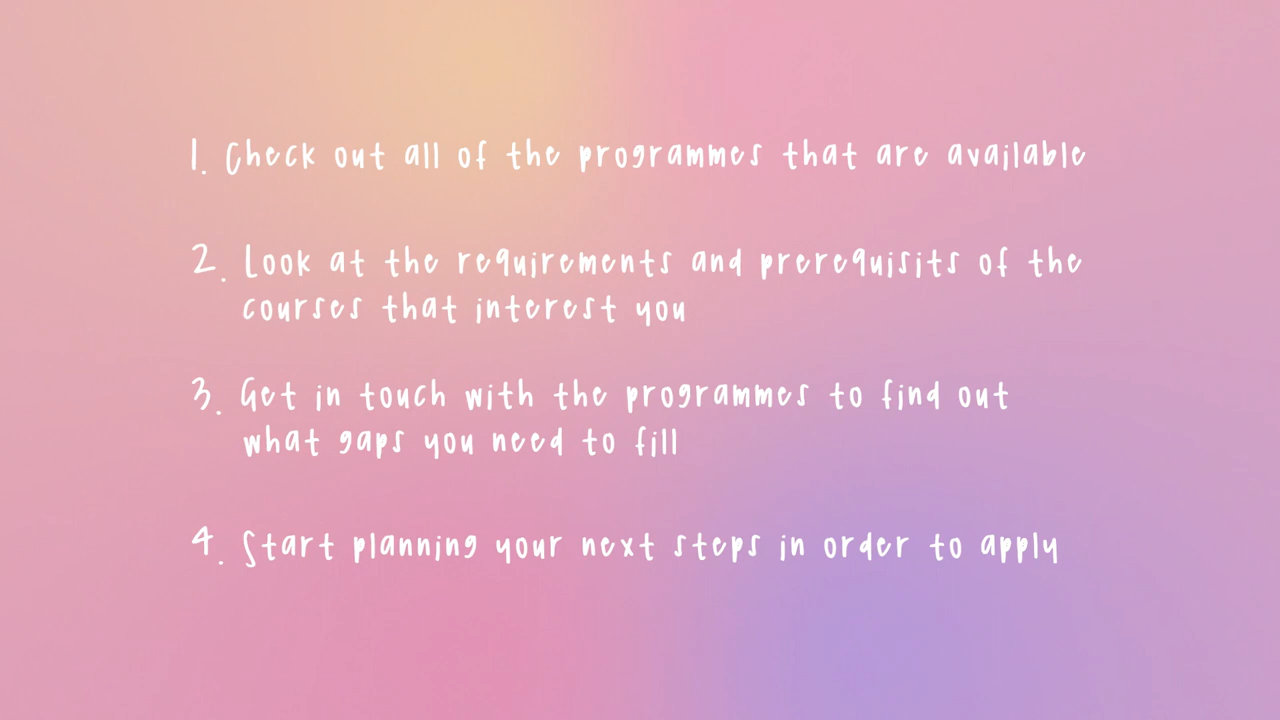 1. Check out all of the programmes that are available
2. Look at the requirements and prerequisits of the
courses that interest you
3. Get in touch with the programmes to find out
what gaps you need to fill
4. Start planning your next steps in order to apply